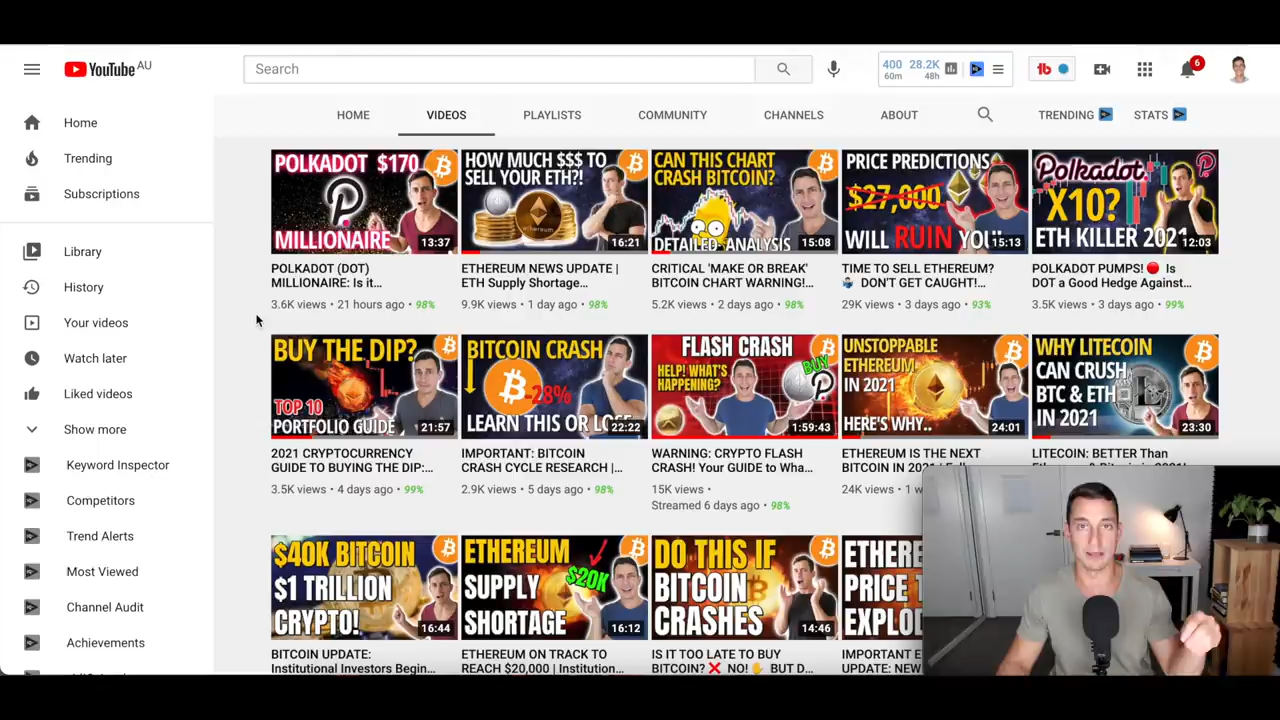 YouTube AU
Search
400 28.2K
60m 48h
tb
6
HOME VIDEOS PLAYLISTS COMMUNITY CHANNELS ABOUT TRENDING STATS
Home
Trending
Subscriptions
Library
History
Your videos
Watch later
Liked videos
Show more
Keyword Inspector
Competitors
Trend Alerts
Most Viewed
Channel Audit
Achievements
POLKADOT $170
MILLIONAIRE
13:37
POLKADOT (DOT)
MILLIONAIRE: Is it...
3.6K views • 21 hours ago • 98%
HOW MUCH $$$ TO
SELL YOUR ETH?!
16:21
ETHEREUM NEWS UPDATE |
ETH Supply Shortage...
9.9K views • 1 day ago • 98%
CAN THIS CHART
CRASH BITCOIN?
DETAILED ANALYSIS
15:08
CRITICAL 'MAKE OR BREAK'
BITCOIN CHART WARNING!...
5.2K views • 2 days ago • 98%
PRICE PREDICTIONS
$27,000
WILL RUIN YOU
15:13
TIME TO SELL ETHEREUM?
DON'T GET CAUGHT!...
29K views • 3 days ago • 93%
Polkadot
X10?
ETH KILLER 2021
12:03
POLKADOT PUMPS! Is
DOT a Good Hedge Against...
3.5K views • 3 days ago • 99%
BUY THE DIP?
TOP 10
PORTFOLIO GUIDE
21:57
2021 CRYPTOCURRENCY
GUIDE TO BUYING THE DIP:...
3.5K views • 4 days ago • 99%
BITCOIN CRASH
-28%
LEARN THIS OR LOSE
22:22
IMPORTANT: BITCOIN
CRASH CYCLE RESEARCH |...
2.9K views • 5 days ago • 98%
FLASH CRASH
HELP! WHAT'S
HAPPENING?
BUY
1:59:43
WARNING: CRYPTO FLASH
CRASH! Your GUIDE to Wha...
15K views •
Streamed 6 days ago • 98%
UNSTOPPABLE
ETHEREUM
IN 2021
HERE'S WHY..
24:01
ETHEREUM IS THE NEXT
BITCOIN IN 2021 |
24K views • 1 w
WHY LITECOIN
CAN CRUSH
BTC & ETH
IN 2021
23:30
LITECOIN: BETTER Than
$40K BITCOIN
$1 TRILLION
CRYPTO!
16:44
BITCOIN UPDATE:
Institutional Investors Begin...
ETHEREUM
SUPPLY
SHORTAGE
$20K
16:12
ETHEREUM ON TRACK TO
REACH $20,000 | Institution...
DO THIS IF
BITCOIN
CRASHES
14:46
IS IT TOO LATE TO BUY
BITCOIN? NO! BUT D...
ETHERE
PRICE T
EXPLOD
IMPORTANT E
UPDATE: NEW